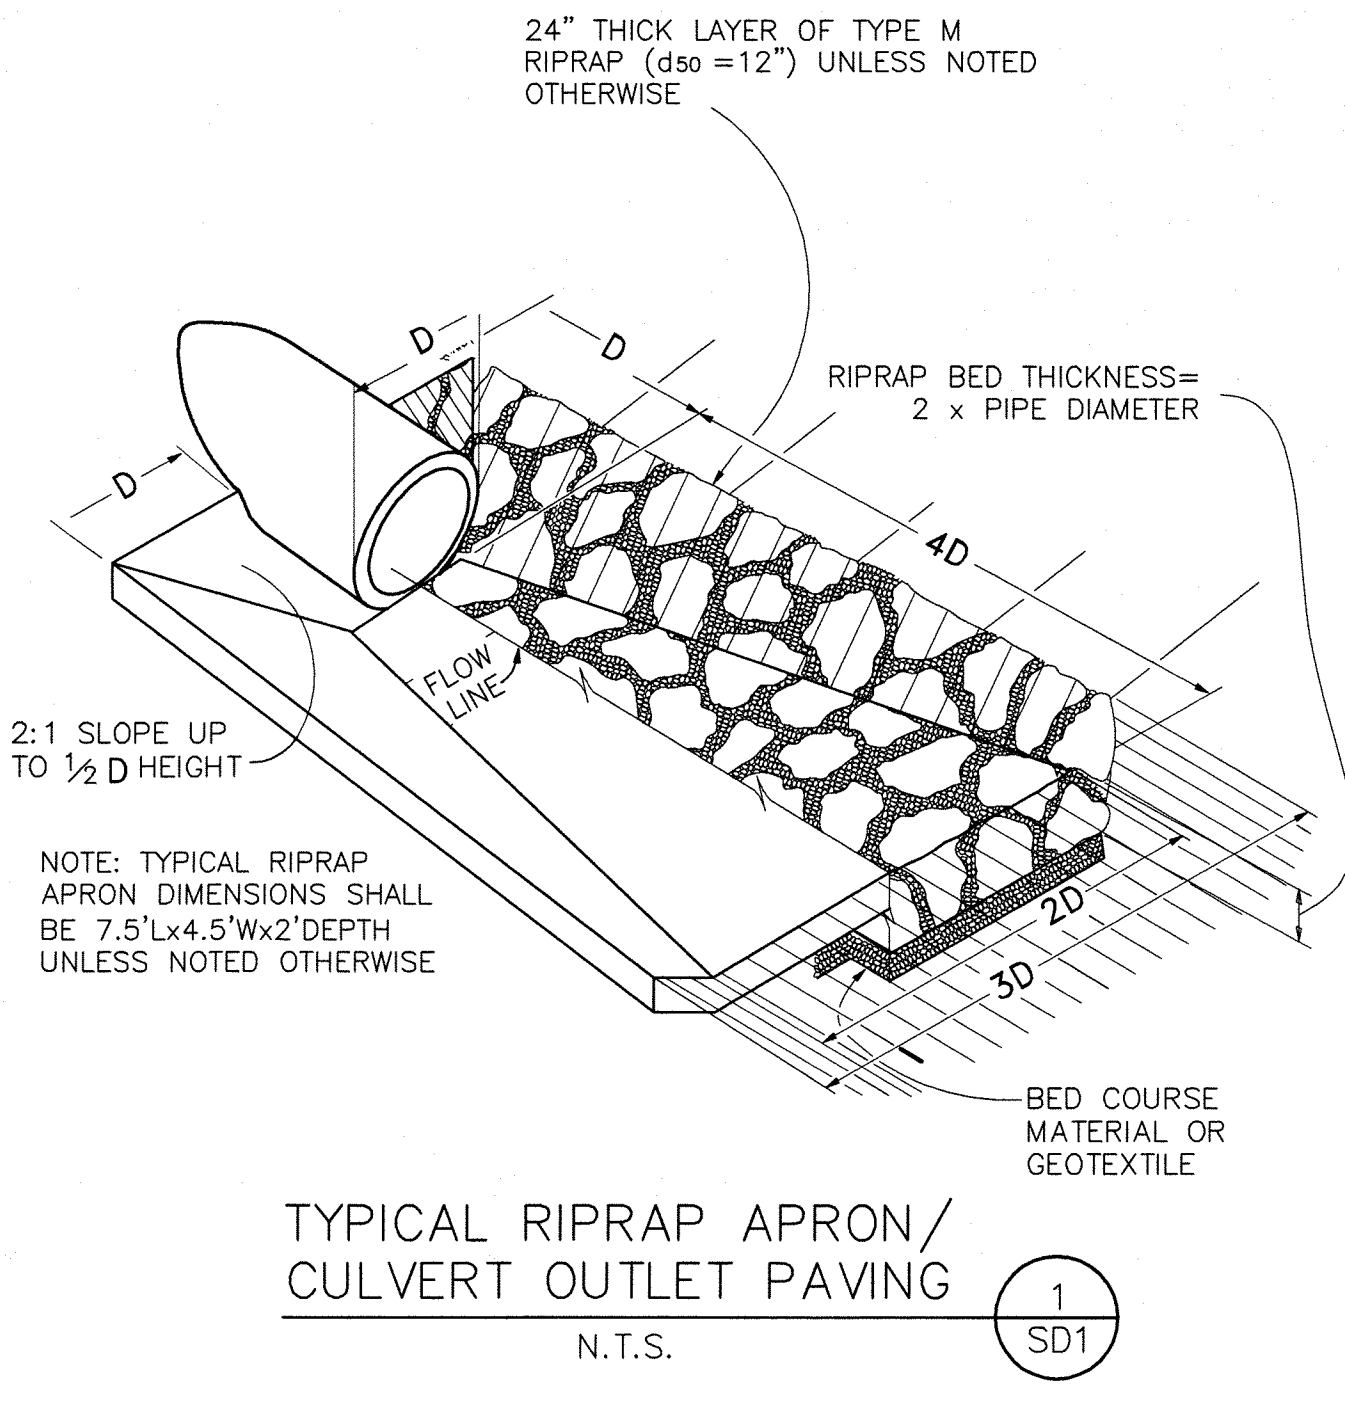 24" THICK LAYER OF TYPE M
RIPRAP (d50 =12") UNLESS NOTED
OTHERWISE
D
D
D
RIPRAP BED THICKNESS=
2 x PIPE DIAMETER
4D
FLOW
LINE
2:1 SLOPE UP
TO 1/2 D HEIGHT
NOTE: TYPICAL RIPRAP
APRON DIMENSIONS SHALL
BE 7.5'Lx4.5'Wx2'DEPTH
UNLESS NOTED OTHERWISE
2D
3D
BED COURSE
MATERIAL OR
GEOTEXTILE
TYPICAL RIPRAP APRON/
CULVERT OUTLET PAVING
N.T.S.
1
SD1